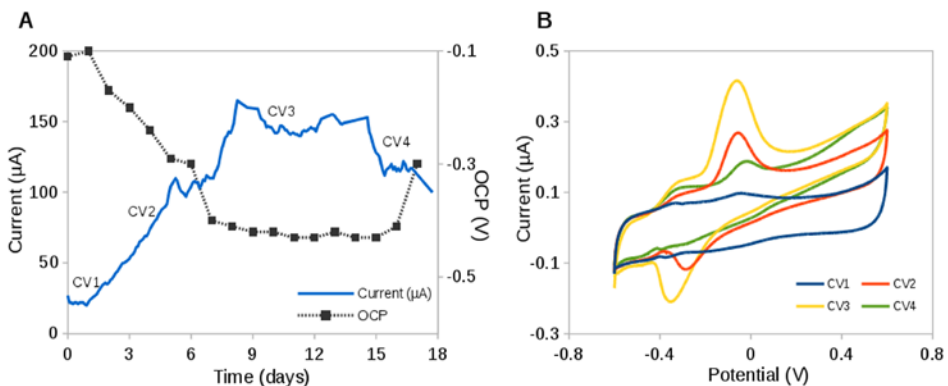 A
200
150
100
50
0
Current (µA)
CV1
CV2
CV3
CV4
Current (µA)
OCP
-0.1
-0.3
-0.5
OCP (V)
0 3 6 9 12 15 18
Time (days)
B
0.5
0.3
0.1
-0.1
-0.3
Current (µA)
CV1 CV2
CV3 CV4
-0.8 -0.4 0 0.4 0.8
Potential (V)